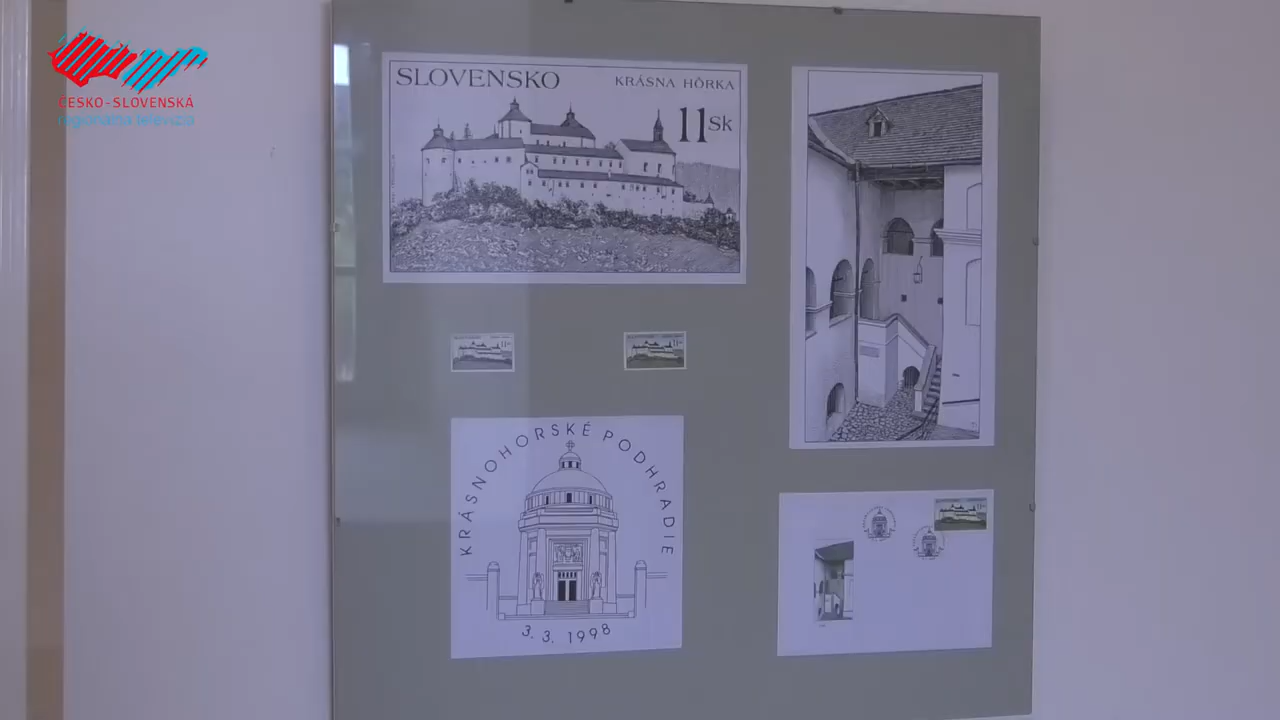 ČESKO-SLOVENSKÁ
regionálna televízia
SLOVENSKO
KRÁSNA HÔRKA
11 Sk
KRÁSNOHORSKÉ PODHRADIE
3. 3. 1998